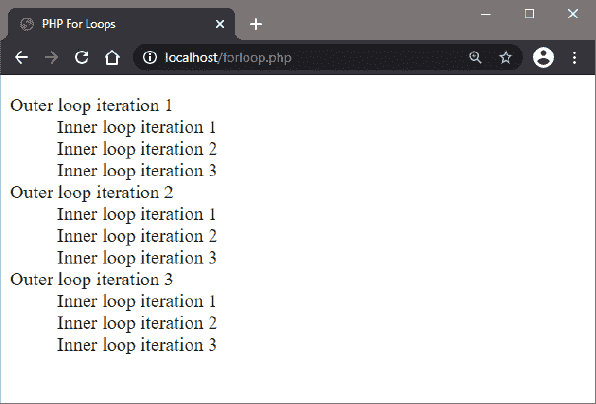 PHP For Loops
localhost/forloop.php
Outer loop iteration 1
Inner loop iteration 1
Inner loop iteration 2
Inner loop iteration 3
Outer loop iteration 2
Inner loop iteration 1
Inner loop iteration 2
Inner loop iteration 3
Outer loop iteration 3
Inner loop iteration 1
Inner loop iteration 2
Inner loop iteration 3